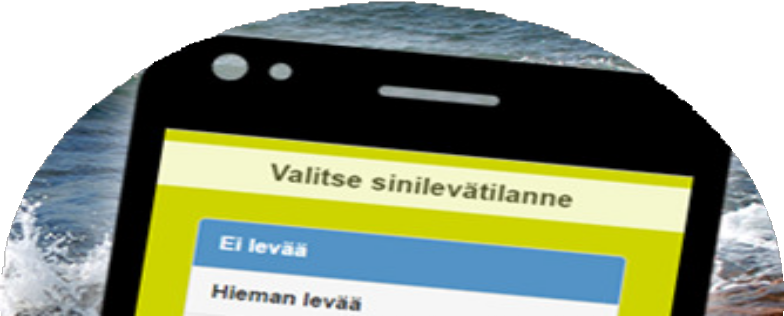 Valitse sinilevätilanne
Ei levää
Hieman levää